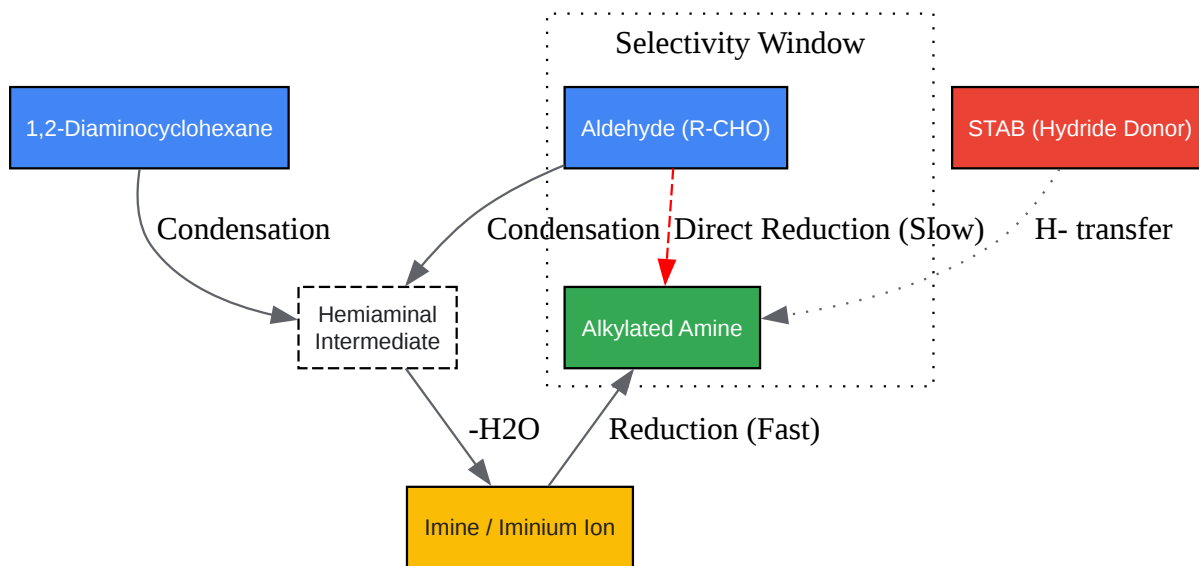 Selectivity Window
1,2-Diaminocyclohexane
Aldehyde (R-CHO)
STAB (Hydride Donor)
Condensation
Condensation
Direct Reduction (Slow)
H- transfer
Hemiaminal
Intermediate
Alkylated Amine
-H2O
Reduction (Fast)
Imine / Iminium Ion